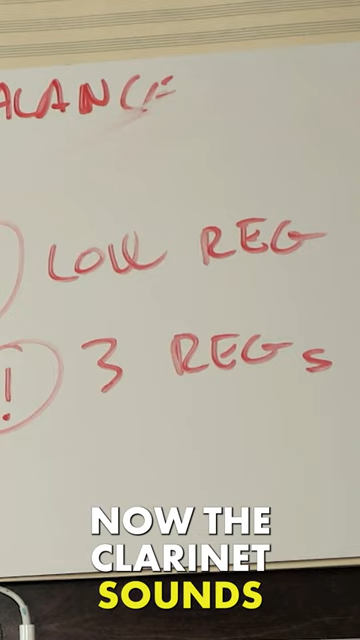 ALANCE
LOW REG
! 3 REGS
NOW THE
CLARINET
SOUNDS